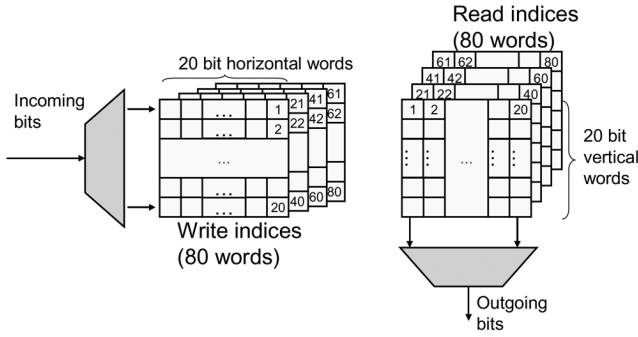 Read indices
(80 words)
20 bit horizontal words
Incoming
bits
61 62 80
41 42 60
21 22 40
1 2 20
... ...
...
20 bit
vertical
words
... 1 21 41 61
... 2 22 42 62
...
...
... 20 40 60 80
Write indices
(80 words)
Outgoing
bits